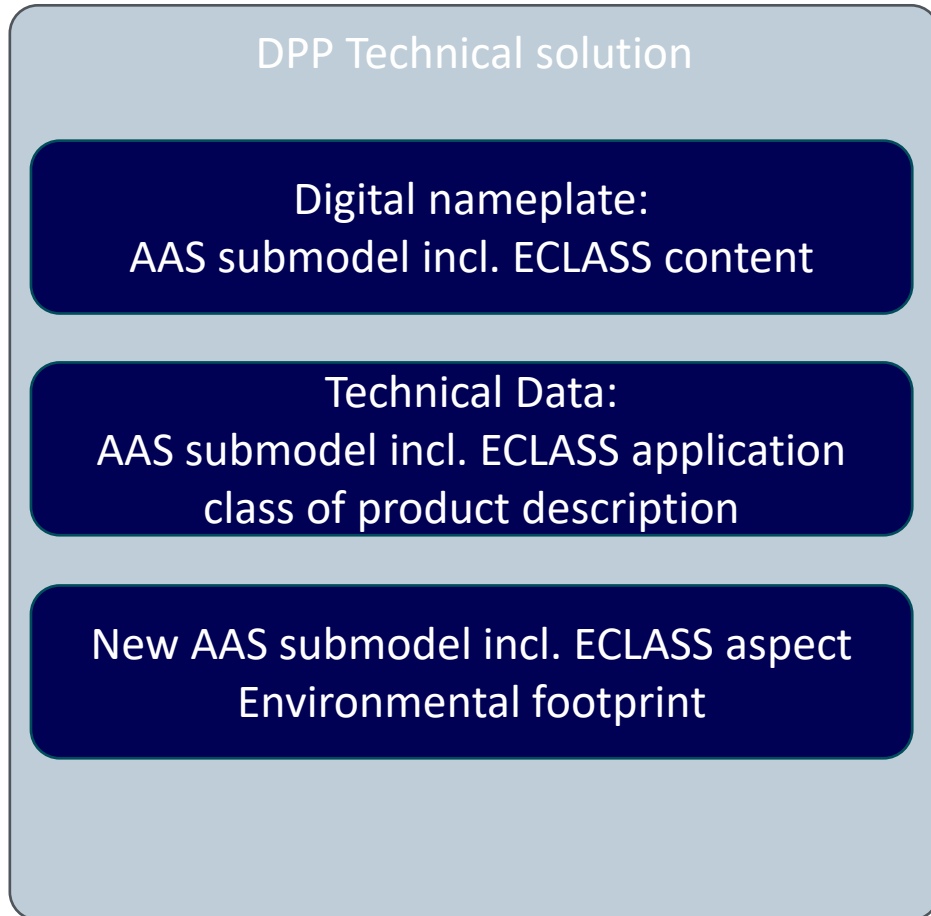 DPP Technical solution
Digital nameplate:
AAS submodel incl. ECLASS content
Technical Data:
AAS submodel incl. ECLASS application
class of product description
New AAS submodel incl. ECLASS aspect
Environmental footprint